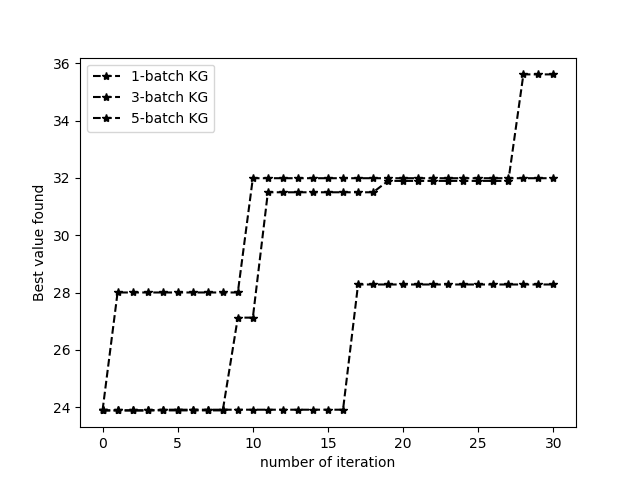 1-batch KG
3-batch KG
5-batch KG
36
34
32
30
28
26
24
Best value found
0 5 10 15 20 25 30
number of iteration